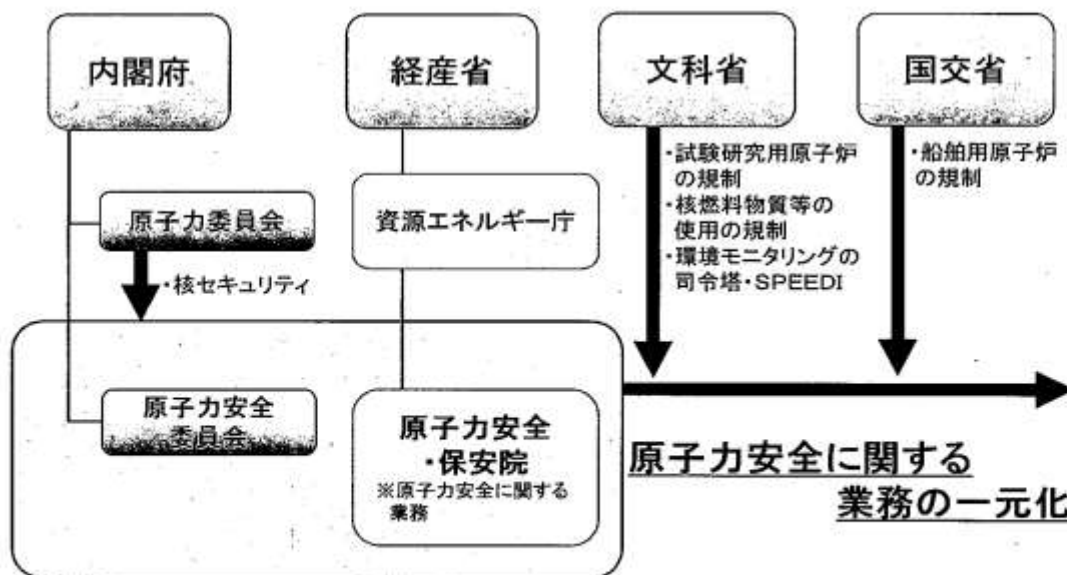 内閣府
経産省
文科省
国交省
原子力委員会
・核セキュリティ
資源エネルギー庁
・試験研究用原子炉
の規制
・核燃料物質等の
使用の規制
・環境モニタリングの
司令塔・SPEEDI
・船舶用原子炉
の規制
原子力安全
委員会
原子力安全
・保安院
※原子力安全に関する
業務
原子力安全に関する
業務の一元化